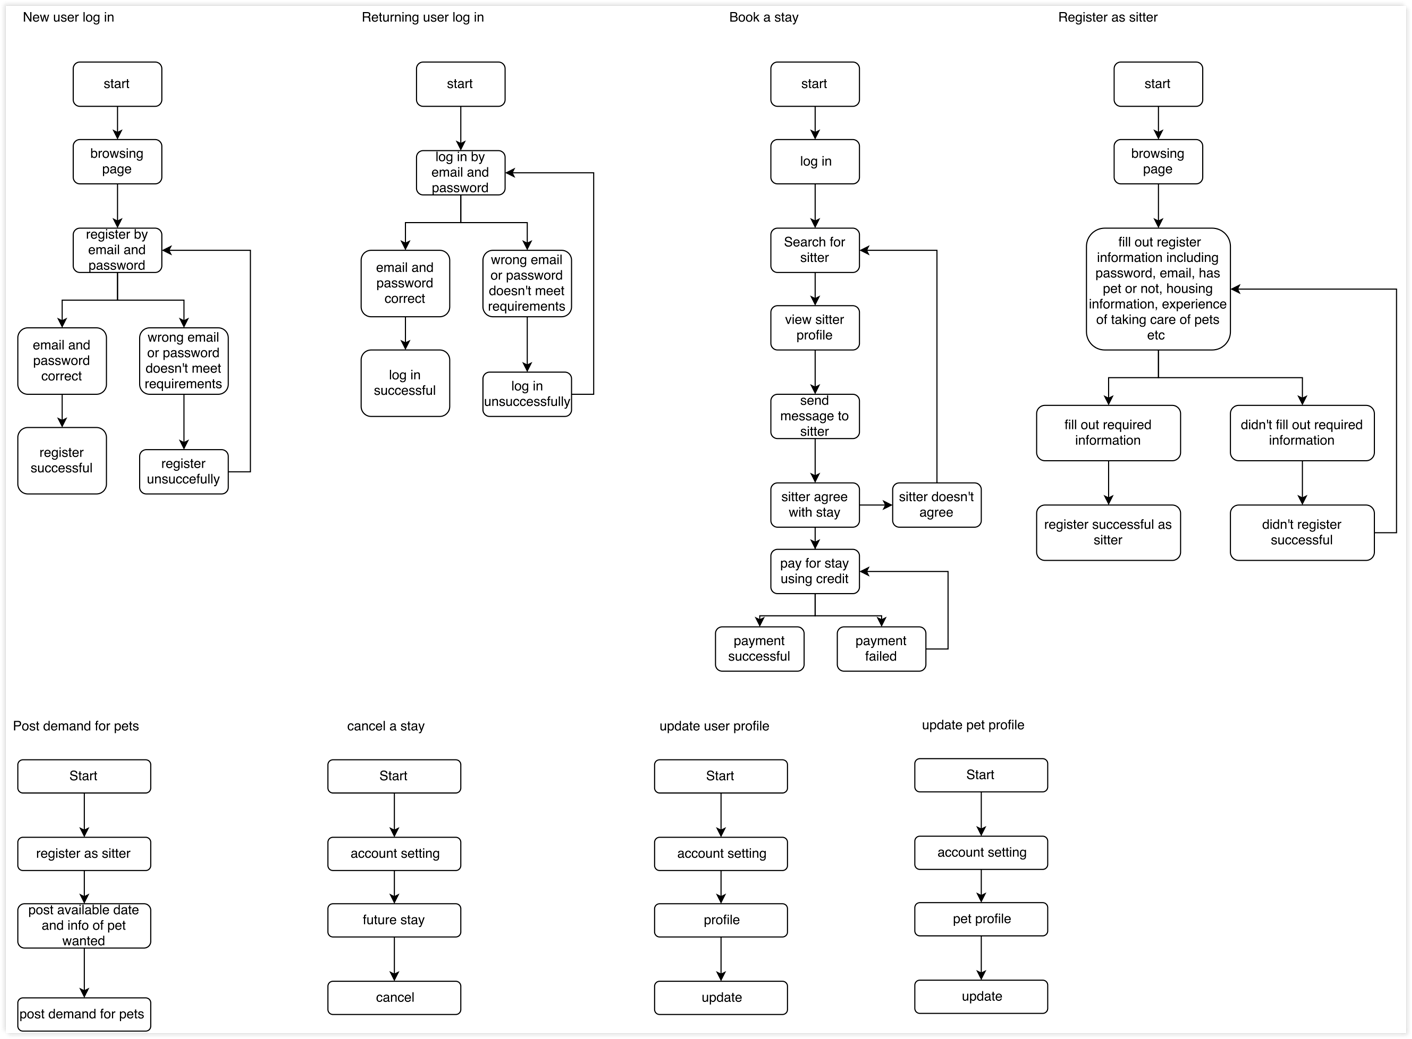 New user log in
start
browsing
page
register by
email and
password
email and
password
correct
wrong email
or password
doesn't meet
requirements
register
successful
register
unsuccefully
Returning user log in
start
log in by
email and
password
email and
password
correct
wrong email
or password
doesn't meet
requirements
log in
successful
log in
unsuccessfully
Book a stay
start
log in
Search for
sitter
view sitter
profile
send
message to
sitter
sitter agree
with stay
sitter doesn't
agree
pay for stay
using credit
payment
successful
payment
failed
Register as sitter
start
browsing
page
fill out register
information including
password, email, has
pet or not, housing
information, experience
of taking care of pets
etc
fill out required
information
didn't fill out required
information
register successful as
sitter
didn't register
successful
Post demand for pets
Start
register as sitter
post available date
and info of pet
wanted
post demand for pets
cancel a stay
Start
account setting
future stay
cancel
update user profile
Start
account setting
profile
update
update pet profile
Start
account setting
pet profile
update